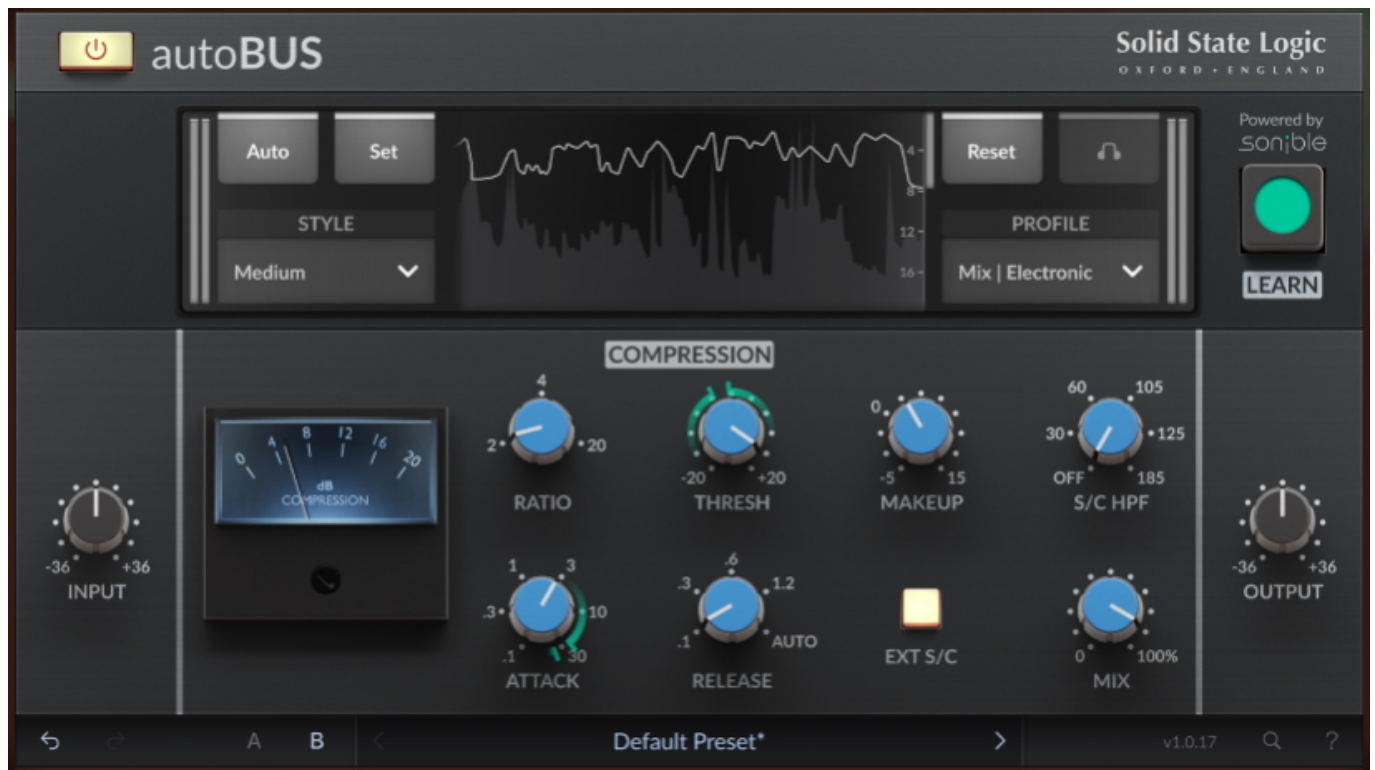 autoBUS
Solid State Logic
OXFORD • ENGLAND
Auto
Set
4
8
12
16
Reset
Powered by
sonible
STYLE
Medium
PROFILE
Mix | Electronic
LEARN
COMPRESSION
0 4 8 12 16 20
dB
COMPRESSION
4
2
20
RATIO
-20
+20
THRESH
0
-5
15
MAKEUP
60
105
30
125
OFF
185
S/C HPF
-36
+36
INPUT
-36
+36
OUTPUT
1
3
.3
10
.1
30
ATTACK
.6
.3
1.2
.1
AUTO
RELEASE
EXT S/C
0
100%
MIX
A
B
Default Preset*
v1.0.17
?